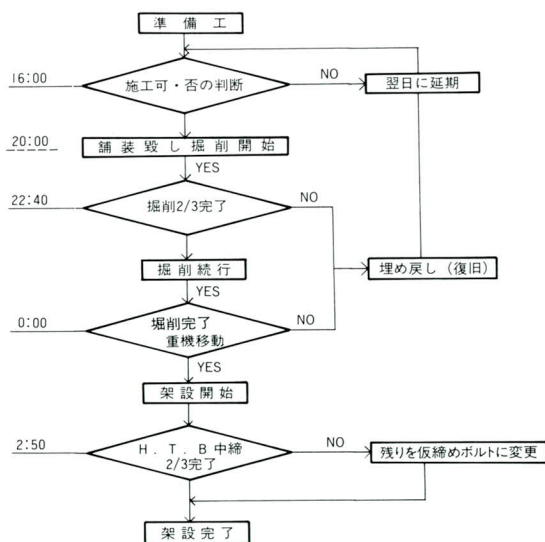 準備工
16:00
施工可・否の判断
NO
翌日に延期
20:00
舗装毀し掘削開始
YES
22:40
掘削2/3完了
NO
掘削続行
埋め戻し（復旧）
YES
0:00
堀削完了
重機移動
NO
YES
架設開始
2:50
H．T．B中締
2/3完了
NO
残りを仮締めボルトに変更
架設完了